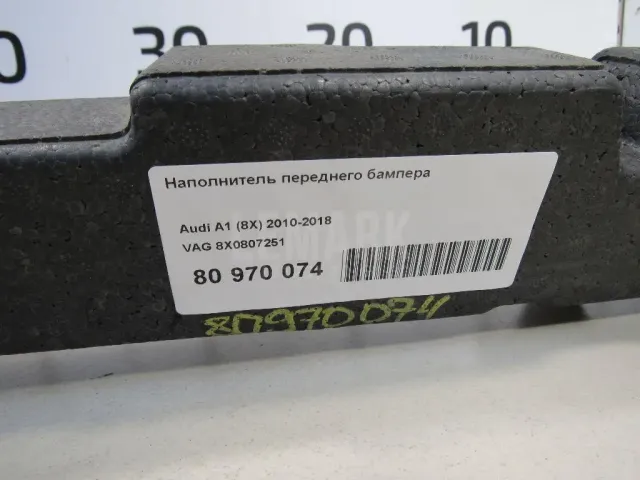 30 20 10
Наполнитель переднего бампера
Audi A1 (8X) 2010-2018
VAG 8X0807251
80 970 074
80970074